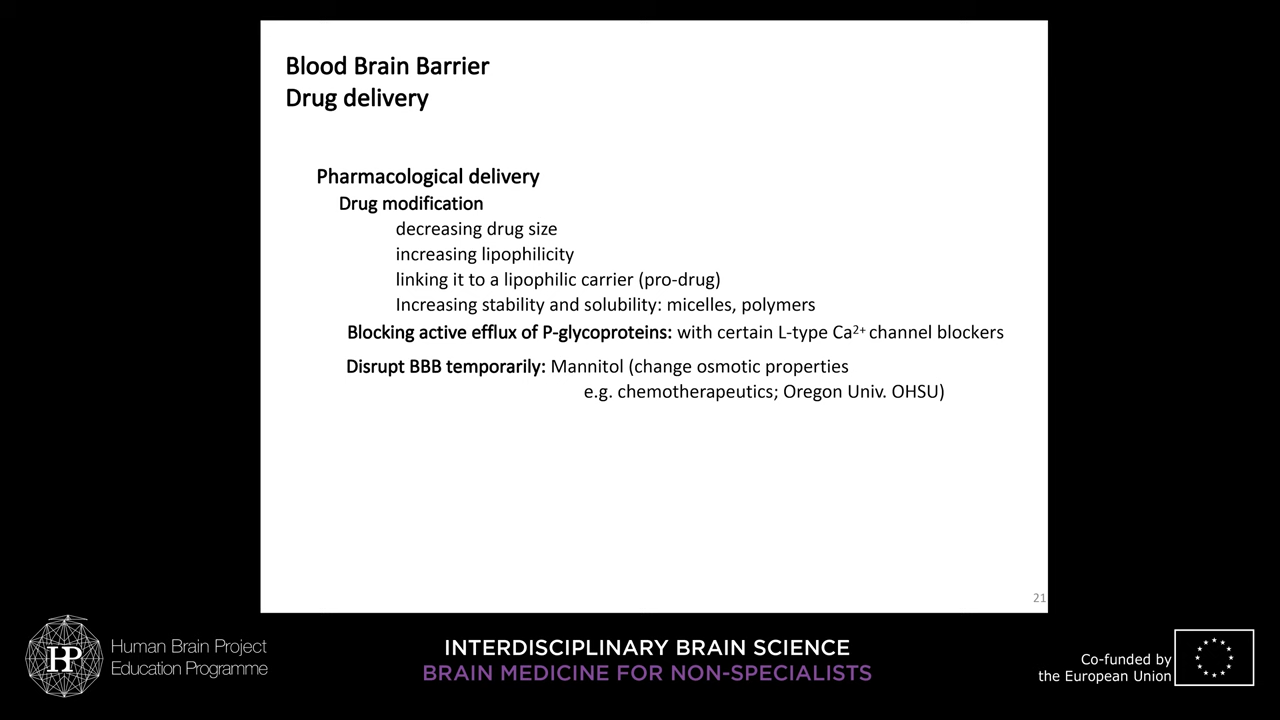 Blood Brain Barrier
Drug delivery
Pharmacological delivery
Drug modification
decreasing drug size
increasing lipophilicity
linking it to a lipophilic carrier (pro-drug)
Increasing stability and solubility: micelles, polymers
Blocking active efflux of P-glycoproteins: with certain L-type Ca²⁺ channel blockers
Disrupt BBB temporarily: Mannitol (change osmotic properties
e.g. chemotherapeutics; Oregon Univ. OHSU)
21
HBP
Human Brain Project
Education Programme
INTERDISCIPLINARY BRAIN SCIENCE
BRAIN MEDICINE FOR NON-SPECIALISTS
Co-funded by
the European Union